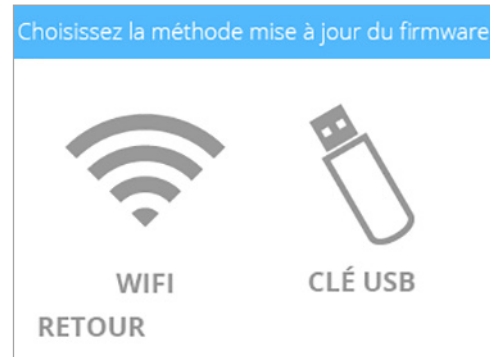 Choisissez la méthode mise à jour du firmware
WIFI
CLÉ USB
RETOUR